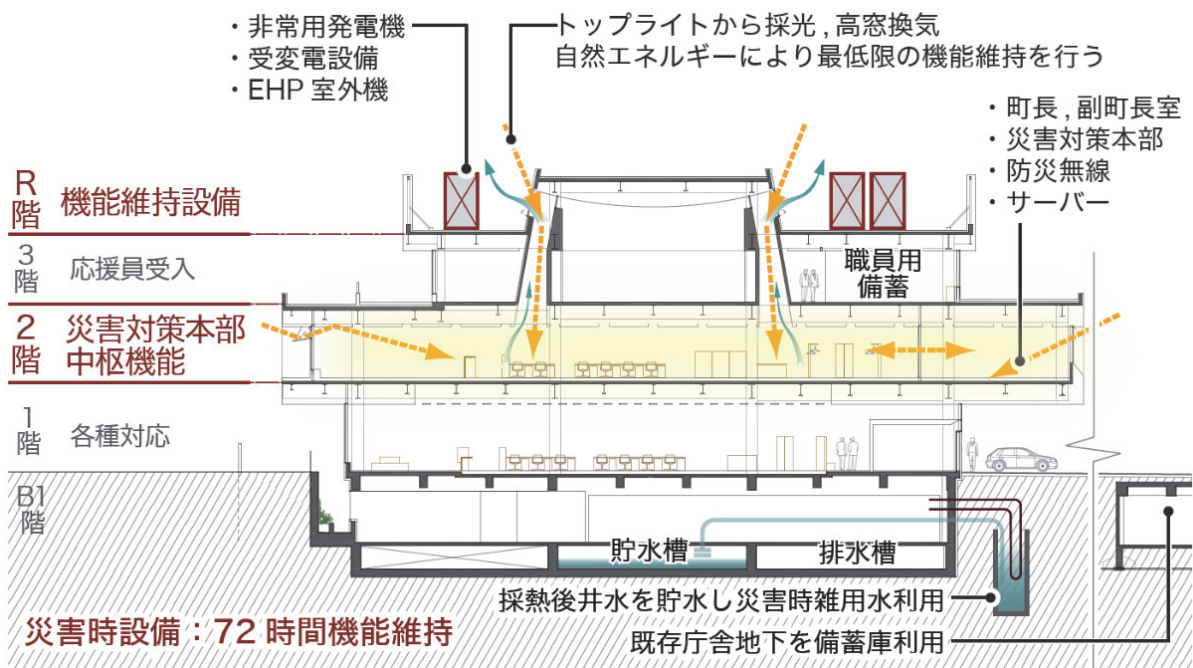 ・非常用発電機
・受変電設備
・EHP 室外機
トップライトから採光 , 高窓換気
自然エネルギーにより最低限の機能維持を行う
・町長 , 副町長室
・災害対策本部
・防災無線
・サーバー
R
階
機能維持設備
3
階
応援員受入
職員用
備蓄
2
階
災害対策本部
中枢機能
1
階
各種対応
B1
階
貯水槽
排水槽
採熱後井水を貯水し災害時雑用水利用
既存庁舎地下を備蓄庫利用
災害時設備：72 時間機能維持